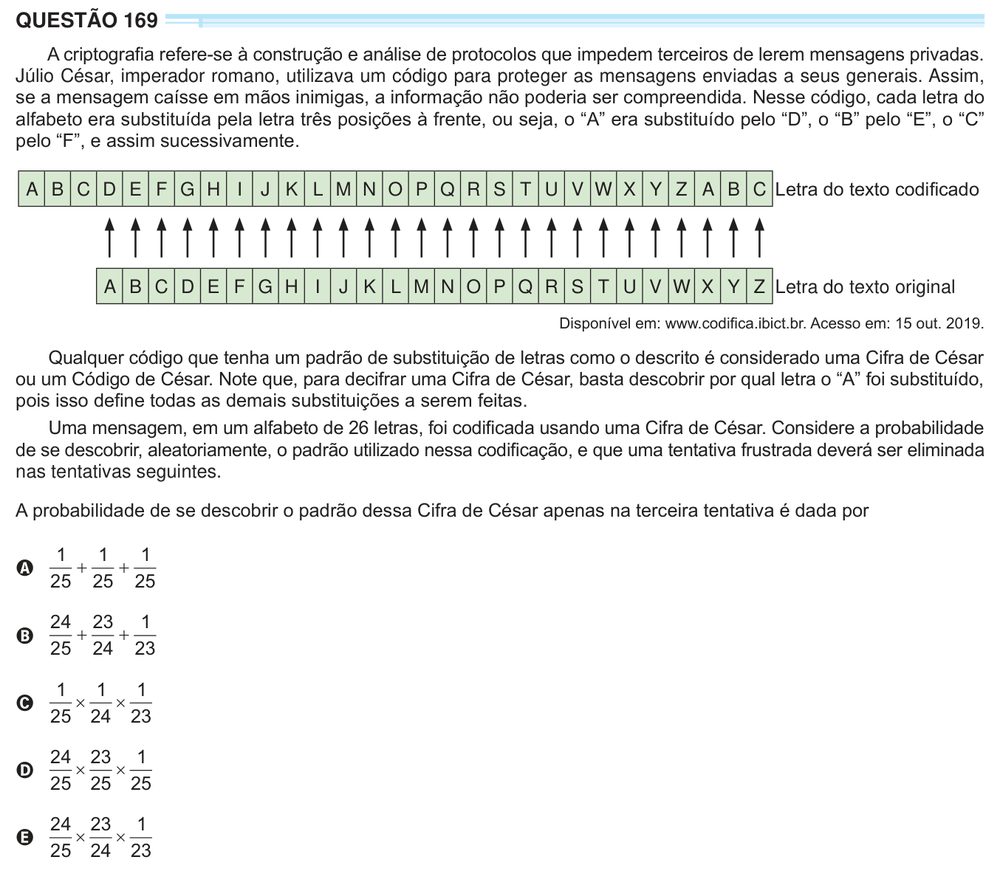 QUESTÃO 169
A criptografia refere-se à construção e análise de protocolos que impedem terceiros de lerem mensagens privadas.
Júlio César, imperador romano, utilizava um código para proteger as mensagens enviadas a seus generais. Assim,
se a mensagem caísse em mãos inimigas, a informação não poderia ser compreendida. Nesse código, cada letra do
alfabeto era substituída pela letra três posições à frente, ou seja, o “A” era substituído pelo “D”, o “B” pelo “E”, o “C”
pelo “F”, e assim sucessivamente.
A B C D E F G H I J K L M N O P Q R S T U V W X Y Z A B C Letra do texto codificado
A B C D E F G H I J K L M N O P Q R S T U V W X Y Z Letra do texto original
Disponível em: www.codifica.ibict.br. Acesso em: 15 out. 2019.
Qualquer código que tenha um padrão de substituição de letras como o descrito é considerado uma Cifra de César
ou um Código de César. Note que, para decifrar uma Cifra de César, basta descobrir por qual letra o “A” foi substituído,
pois isso define todas as demais substituições a serem feitas.
Uma mensagem, em um alfabeto de 26 letras, foi codificada usando uma Cifra de César. Considere a probabilidade
de se descobrir, aleatoriamente, o padrão utilizado nessa codificação, e que uma tentativa frustrada deverá ser eliminada
nas tentativas seguintes.
A probabilidade de se descobrir o padrão dessa Cifra de César apenas na terceira tentativa é dada por
A 1/25 + 1/25 + 1/25
B 24/25 + 23/24 + 1/23
C 1/25 × 1/24 × 1/23
D 24/25 × 23/25 × 1/25
E 24/25 × 23/24 × 1/23